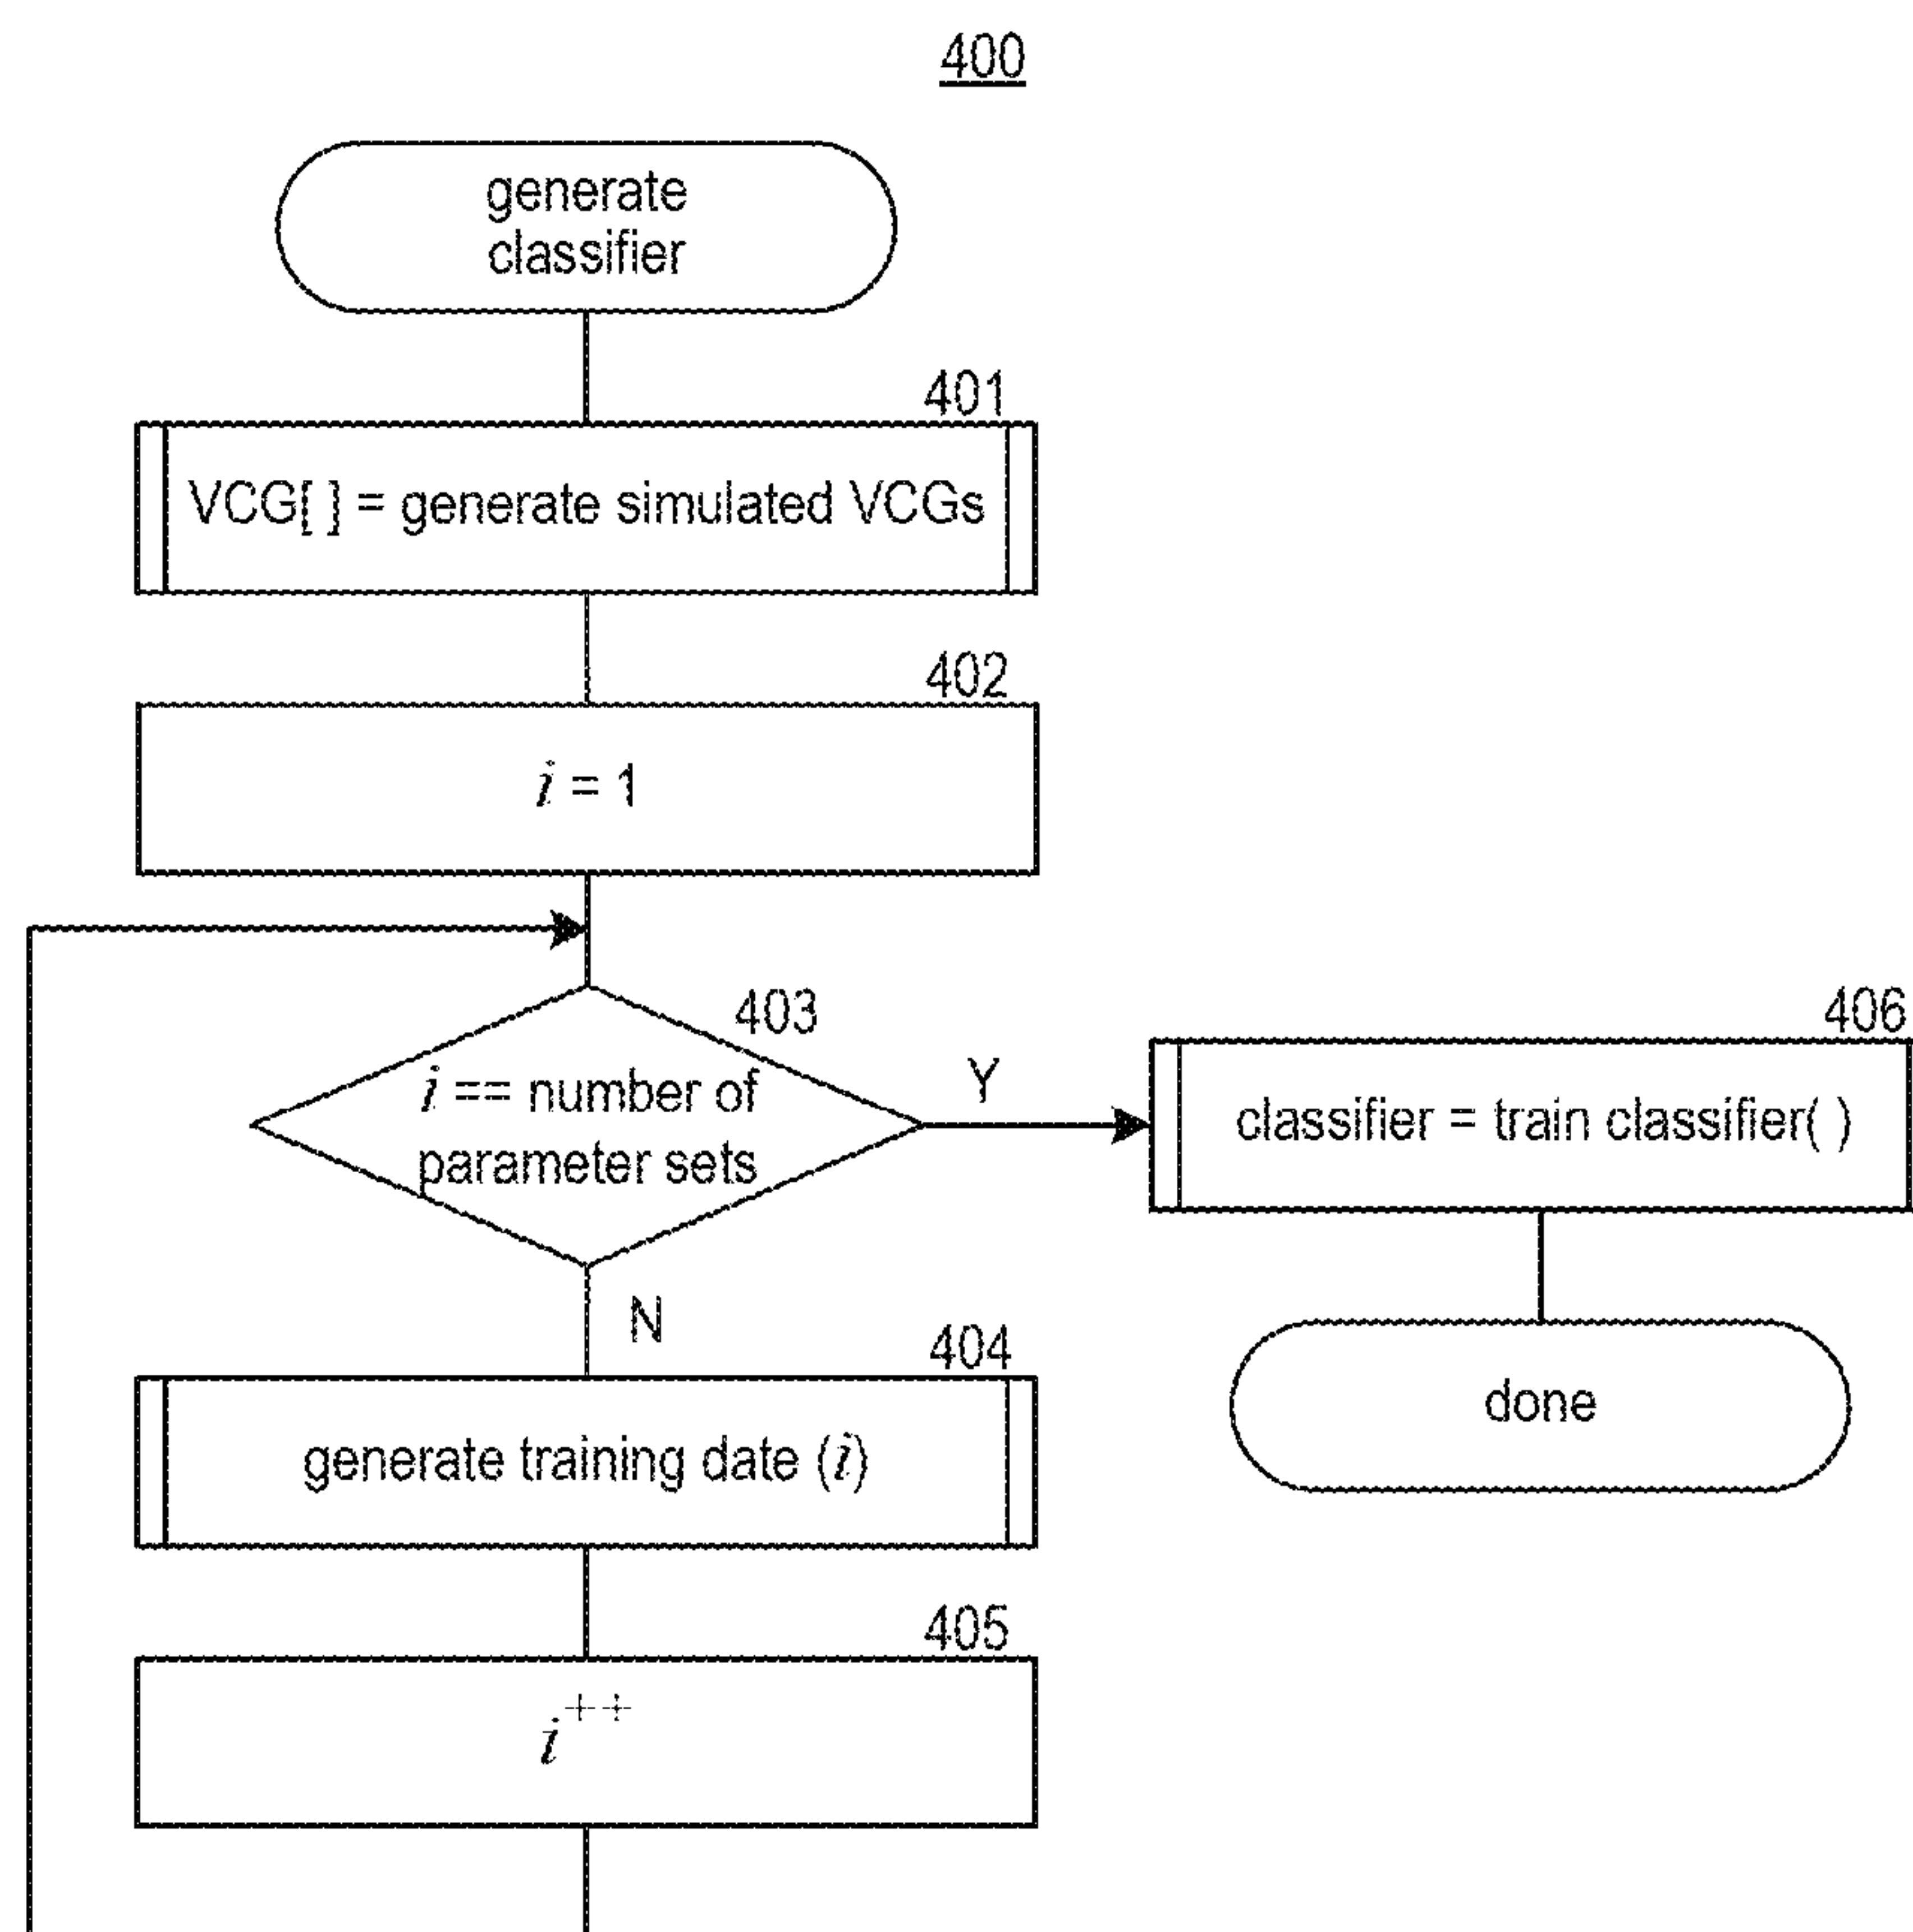 400
generate
classifier
401
VCG[ ] = generate simulated VCGs
402
i = 1
403
i == number of
parameter sets
Y
N
406
classifier = train classifier( )
done
404
generate training date (i)
405
i++